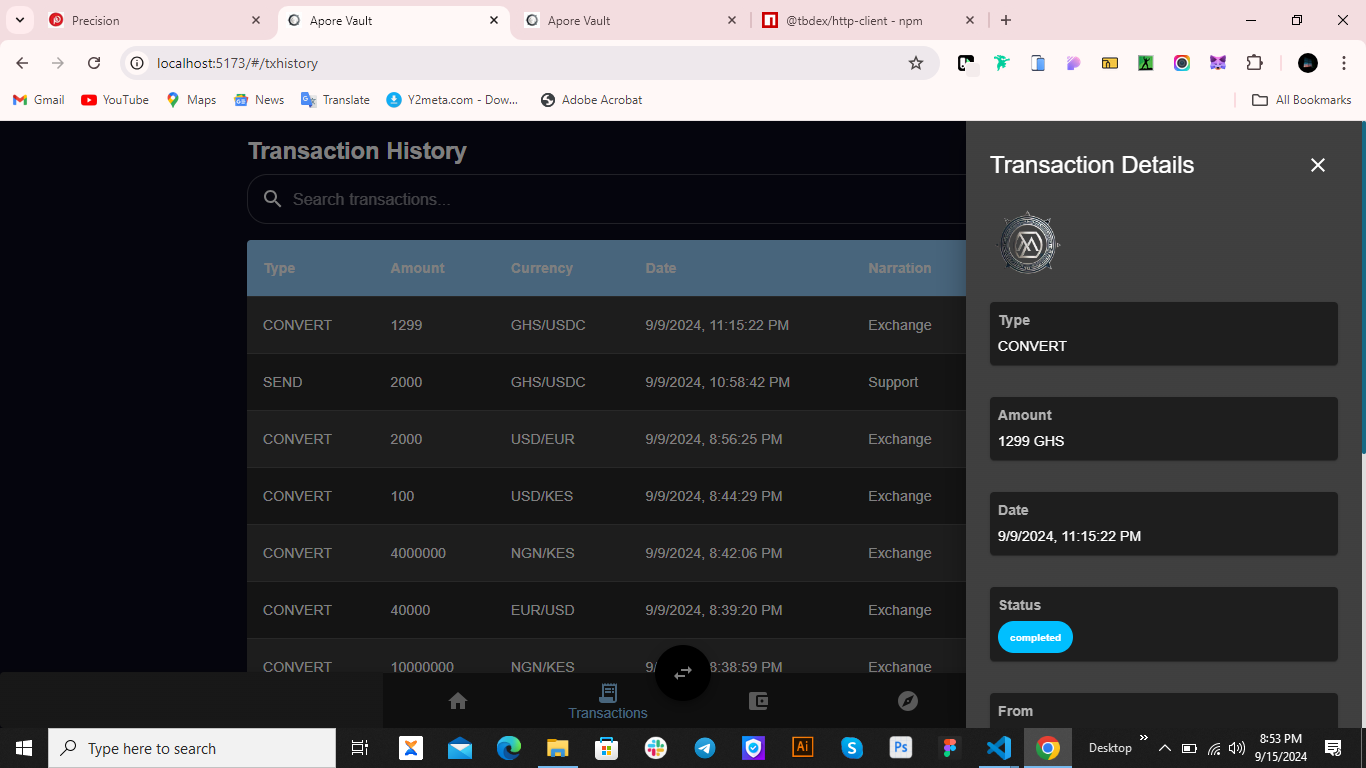 Precision
Apore Vault
Apore Vault
@tbdex/http-client - npm
localhost:5173/#/txhistory
Gmail
YouTube
Maps
News
Translate
Y2meta.com - Dow...
Adobe Acrobat
All Bookmarks
Transaction History
Search transactions...
Type Amount Currency Date Narration
CONVERT 1299 GHS/USDC 9/9/2024, 11:15:22 PM Exchange
SEND 2000 GHS/USDC 9/9/2024, 10:58:42 PM Support
CONVERT 2000 USD/EUR 9/9/2024, 8:56:25 PM Exchange
CONVERT 100 USD/KES 9/9/2024, 8:44:29 PM Exchange
CONVERT 4000000 NGN/KES 9/9/2024, 8:42:06 PM Exchange
CONVERT 40000 EUR/USD 9/9/2024, 8:39:20 PM Exchange
CONVERT 10000000 NGN/KES 8:38:59 PM Exchange
Transactions
Transaction Details
Type
CONVERT
Amount
1299 GHS
Date
9/9/2024, 11:15:22 PM
Status
completed
From
Type here to search
Desktop
8:53 PM
9/15/2024